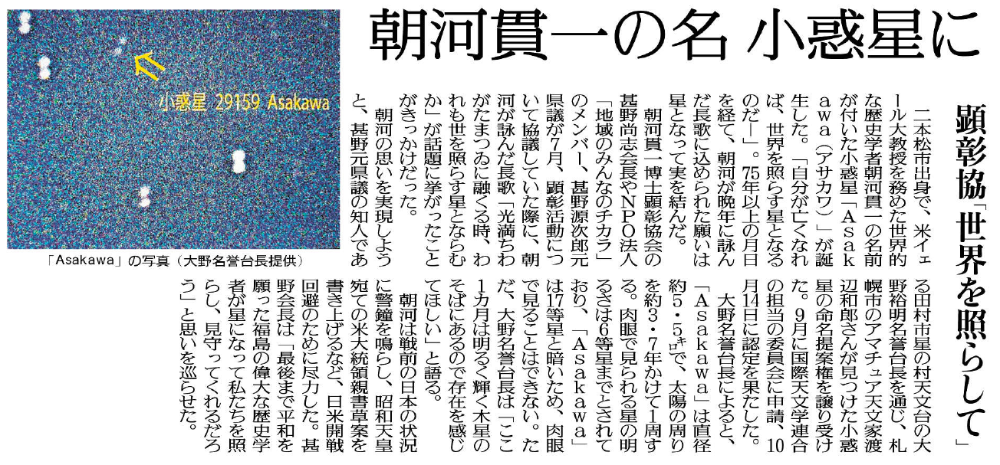 朝河貫一の名 小惑星に
顕彰協「世界を照らして」
小惑星 29159 Asakawa
「Asakawa」の写真（大野名誉台長提供）
二本松市出身で、米イェ
ール大教授を務めた世界的
な歴史学者朝河貫一の名前
が付いた小惑星「Ａｓａｋ
ａｗａ（アサカワ）」が誕
生した。「自分が亡くなれ
ば、世界を照らす星となる
のだ―」。75年以上の月日
を経て、朝河が晩年に詠ん
だ長歌に込められた願いは
星となって実を結んだ。
朝河貫一博士顕彰協会の
甚野尚志会長やＮＰＯ法人
「地域のみんなのチカラ」
のメンバー、甚野源次郎元
県議が７月、顕彰活動につ
いて協議していた際に、朝
河が詠んだ長歌「光満ちわ
がたまつゐに融くる時、わ
れも世を照らす星とならむ
か」が話題に挙がったこと
がきっかけだった。
朝河の思いを実現しよう
と、甚野元県議の知人であ
る田村市星の村天文台の大
野裕明名誉台長を通じ、札
幌市のアマチュア天文家渡
辺和郎さんが見つけた小惑
星の命名提案権を譲り受け
た。９月に国際天文学連合
の担当の委員会に申請、10
月14日に認定を果たした。
大野名誉台長によると、
「Ａｓａｋａｗａ」は直径
約５・５㌔で、太陽の周り
を約３・７年かけて１周す
る。肉眼で見られる星の明
るさは６等星までとされて
おり、「Ａｓａｋａｗａ」
は17等星と暗いため、肉眼
で見ることはできない。た
だ、大野名誉台長は「ここ
１カ月は明るく輝く木星の
そばにあるので存在を感じ
てほしい」と語る。
朝河は戦前の日本の状況
に警鐘を鳴らし、昭和天皇
宛ての米大統領親書草案を
書き上げるなど、日米開戦
回避のために尽力した。甚
野会長は「最後まで平和を
願った福島の偉大な歴史学
者が星になって私たちを照
らし、見守ってくれるだろ
う」と思いを巡らせた。